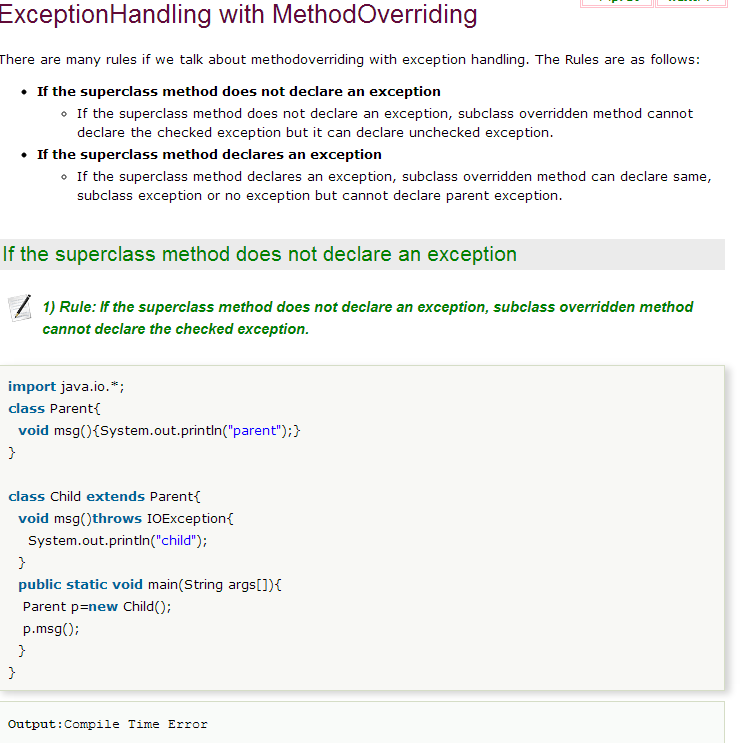 ExceptionHandling with MethodOverriding
There are many rules if we talk about methodoverriding with exception handling. The Rules are as follows:
• If the superclass method does not declare an exception
◦ If the superclass method does not declare an exception, subclass overridden method cannot
declare the checked exception but it can declare unchecked exception.
• If the superclass method declares an exception
◦ If the superclass method declares an exception, subclass overridden method can declare same,
subclass exception or no exception but cannot declare parent exception.
If the superclass method does not declare an exception
1) Rule: If the superclass method does not declare an exception, subclass overridden method
cannot declare the checked exception.
import java.io.*;
class Parent{
void msg(){System.out.println("parent");}
}
class Child extends Parent{
void msg()throws IOException{
System.out.println("child");
}
public static void main(String args[]){
Parent p=new Child();
p.msg();
}
}
Output:Compile Time Error